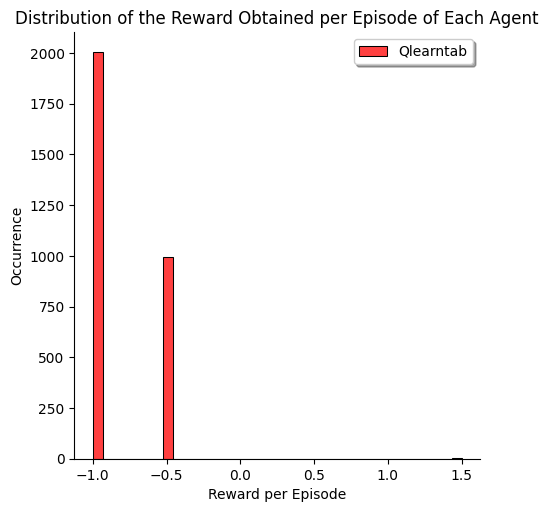 Distribution of the Reward Obtained per Episode of Each Agent
Qlearntab
2000
1750
1500
1250
1000
750
500
250
0
−1.0 −0.5 0.0 0.5 1.0 1.5
Occurrence
Reward per Episode